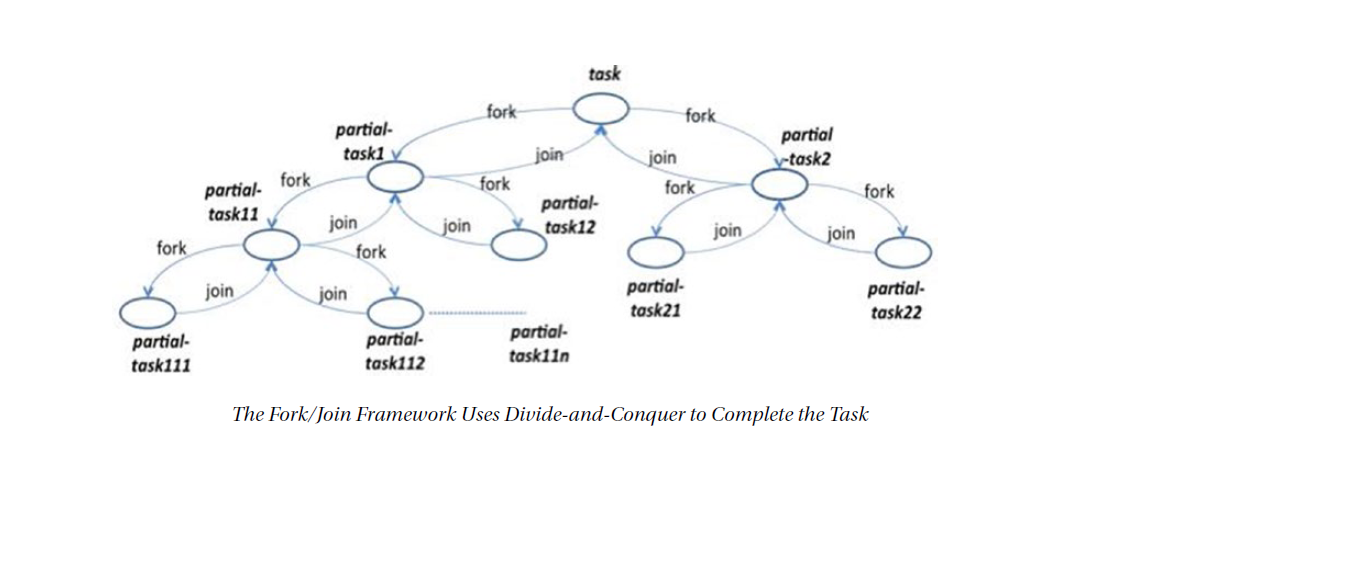 task
fork
fork
partial-
task1
partial
-task2
join
join
partial-
task11
fork
fork
partial-
task12
fork
fork
join
join
join
join
fork
fork
join
join
partial-
task21
partial-
task22
partial-
task111
partial-
task112
partial-
task11n
The Fork/Join Framework Uses Divide-and-Conquer to Complete the Task